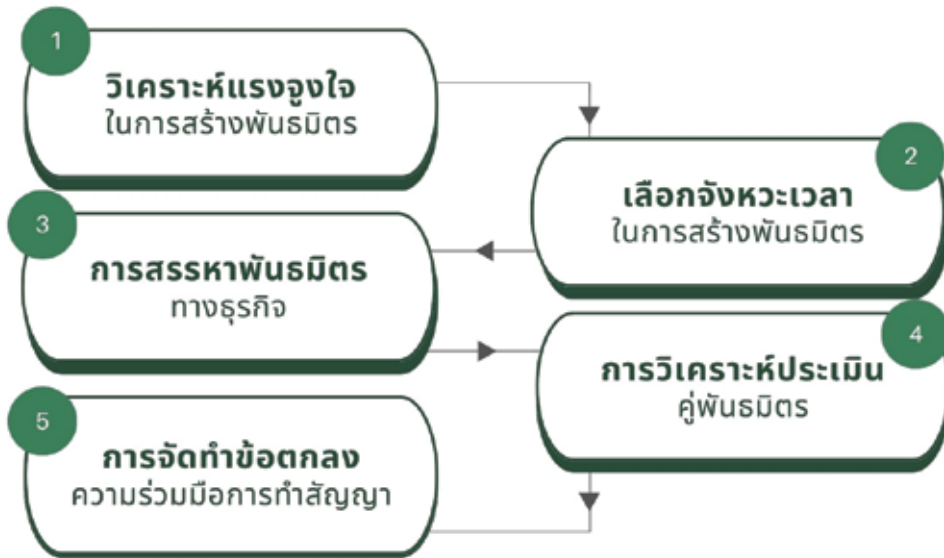 1
วิเคราะห์แรงจูงใจ
ในการสร้างพันธมิตร
2
เลือกจังหวะเวลา
ในการสร้างพันธมิตร
3
การสรรหาพันธมิตร
ทางธุรกิจ
4
การวิเคราะห์ประเมิน
คู่พันธมิตร
5
การจัดทำข้อตกลง
ความร่วมมือการทำสัญญา